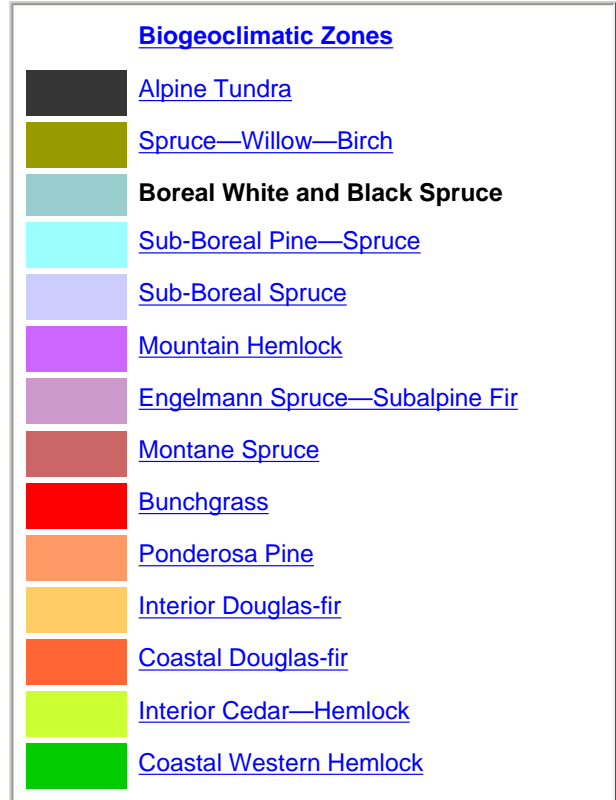 Biogeoclimatic Zones
Alpine Tundra
Spruce—Willow—Birch
Boreal White and Black Spruce
Sub-Boreal Pine—Spruce
Sub-Boreal Spruce
Mountain Hemlock
Engelmann Spruce—Subalpine Fir
Montane Spruce
Bunchgrass
Ponderosa Pine
Interior Douglas-fir
Coastal Douglas-fir
Interior Cedar—Hemlock
Coastal Western Hemlock